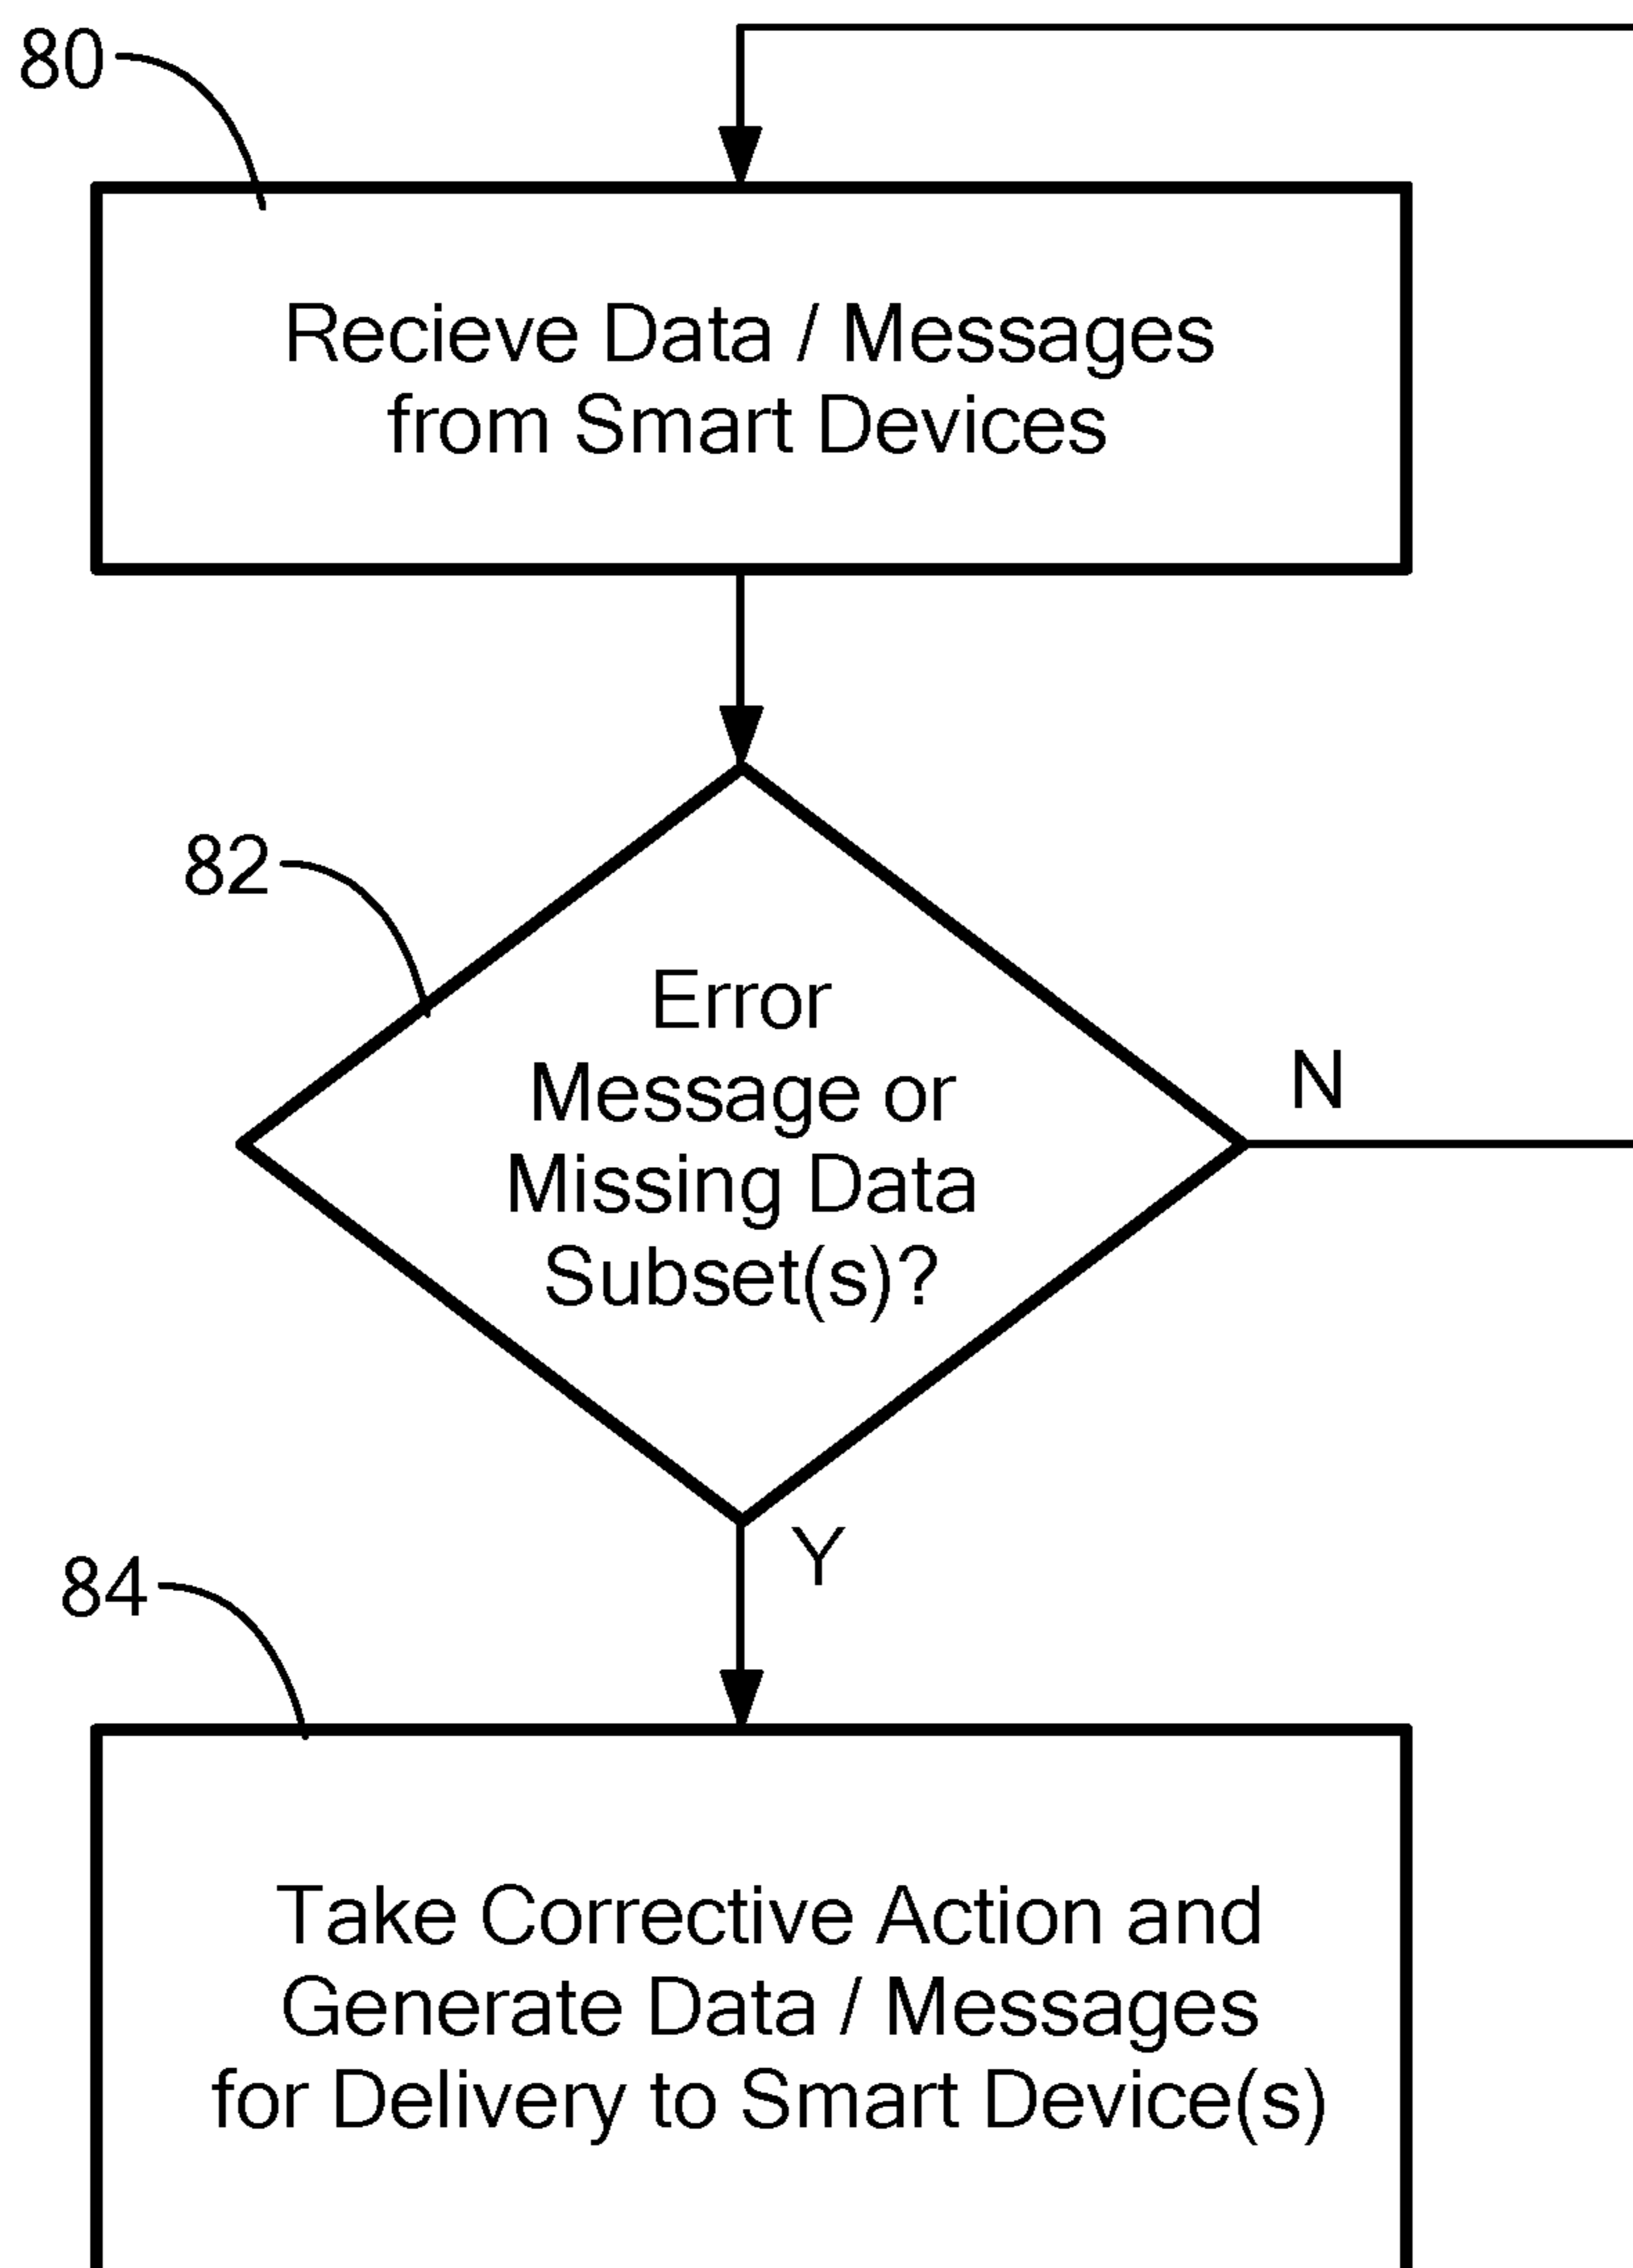 80
Recieve Data / Messages
from Smart Devices
82
Error
Message or
Missing Data
Subset(s)?
N
Y
84
Take Corrective Action and
Generate Data / Messages
for Delivery to Smart Device(s)